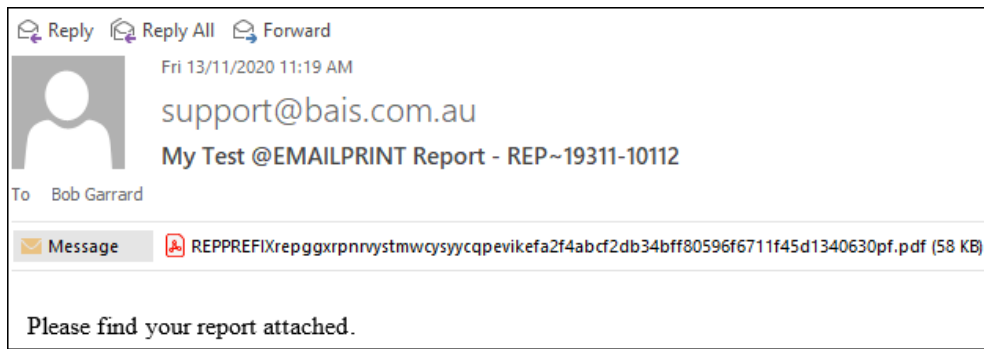 Reply Reply All Forward
Fri 13/11/2020 11:19 AM
support@bais.com.au
My Test @EMAILPRINT Report - REP~19311-10112
To Bob Garrard
Message REPPREFIXrepggxrpnrvystmwcysyycqpevikefa2f4abcf2db34bff80596f6711f45d1340630pf.pdf (58 KB)
Please find your report attached.